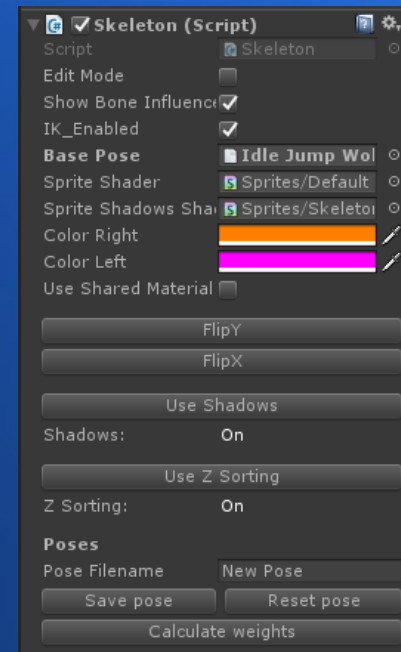 Skeleton (Script)
Script Skeleton
Edit Mode
Show Bone Influence
IK_Enabled
Base Pose Idle Jump Wol
Sprite Shader Sprites/Default
Sprite Shadows Sha Sprites/Skeletor
Color Right
Color Left
Use Shared Material
FlipY
FlipX
Use Shadows
Shadows: On
Use Z Sorting
Z Sorting: On
Poses
Pose Filename New Pose
Save pose Reset pose
Calculate weights